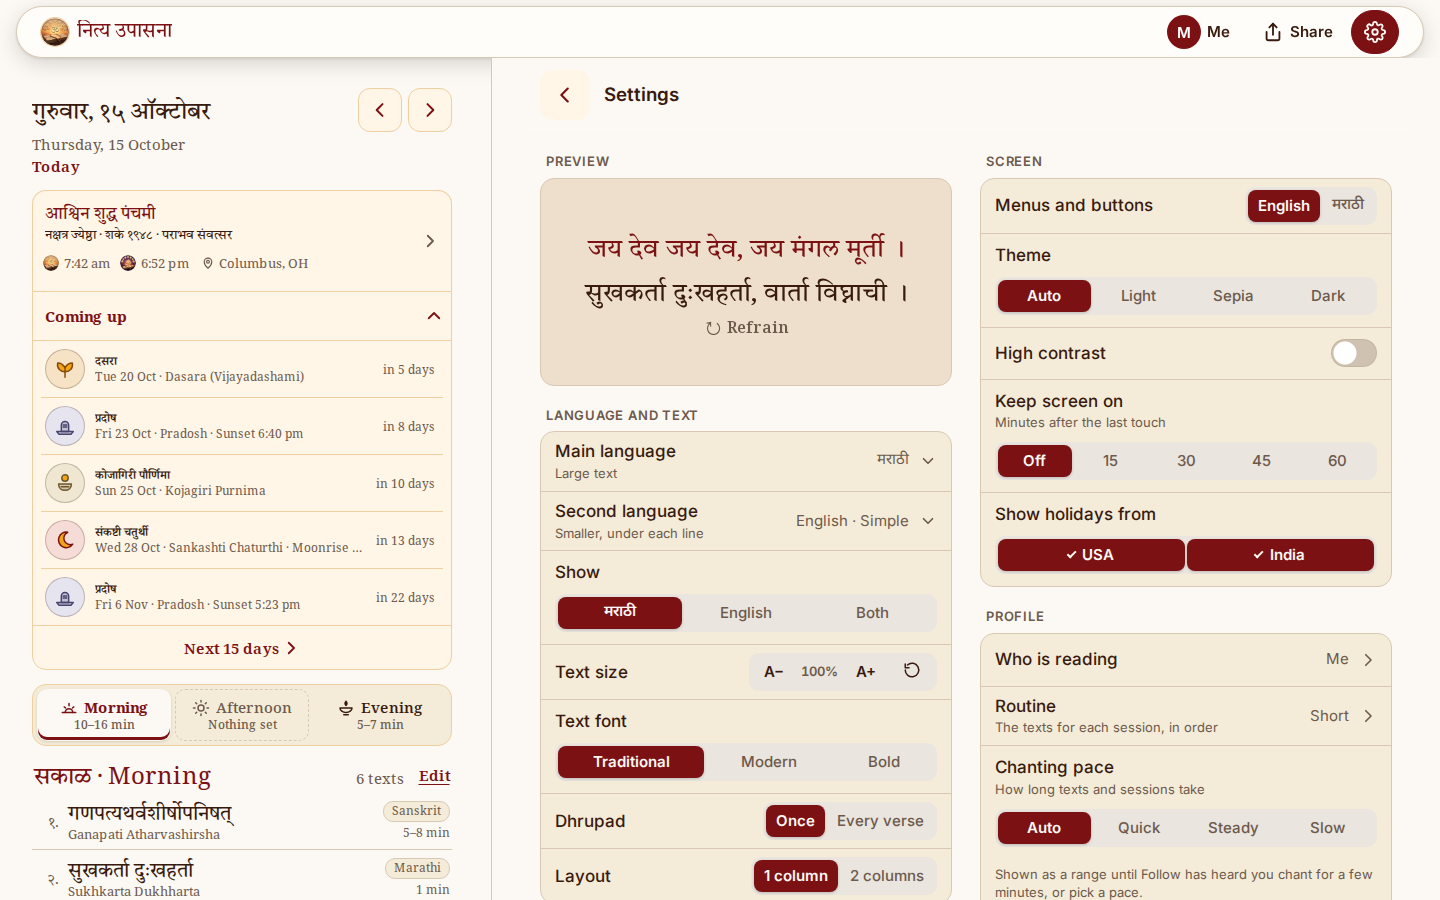 नित्य उपासना
M Me
Share
गुरुवार, १५ ऑक्टोबर
Thursday, 15 October
Today
आश्विन शुद्ध पंचमी
नक्षत्र ज्येष्ठा · शके १९४८ · पराभव संवत्सर
7:42 am 6:52 pm Columbus, OH
Coming up
दसरा
Tue 20 Oct · Dasara (Vijayadashami)
in 5 days
प्रदोष
Fri 23 Oct · Pradosh · Sunset 6:40 pm
in 8 days
कोजागिरी पौर्णिमा
Sun 25 Oct · Kojagiri Purnima
in 10 days
संकष्टी चतुर्थी
Wed 28 Oct · Sankashti Chaturthi · Moonrise ...
in 13 days
प्रदोष
Fri 6 Nov · Pradosh · Sunset 5:23 pm
in 22 days
Next 15 days
Morning
10–16 min
Afternoon
Nothing set
Evening
5–7 min
सकाळ · Morning
6 texts Edit
१. गणपत्यथर्वशीर्षोपनिषत्
Ganapati Atharvashirsha
Sanskrit
5–8 min
२. सुखकर्ता दुःखहर्ता
Sukhkarta Dukhharta
Marathi
1 min
Settings
PREVIEW
जय देव जय देव, जय मंगल मूर्ती ।
सुखकर्ता दुःखहर्ता, वार्ता विघ्नाची ।
Refrain
LANGUAGE AND TEXT
Main language
Large text
मराठी
Second language
Smaller, under each line
English · Simple
Show
मराठी English Both
Text size
A− 100% A+
Text font
Traditional Modern Bold
Dhrupad
Once Every verse
Layout
1 column 2 columns
SCREEN
Menus and buttons
English मराठी
Theme
Auto Light Sepia Dark
High contrast
Keep screen on
Minutes after the last touch
Off 15 30 45 60
Show holidays from
USA India
PROFILE
Who is reading
Me
Routine
The texts for each session, in order
Short
Chanting pace
How long texts and sessions take
Auto Quick Steady Slow
Shown as a range until Follow has heard you chant for a few
minutes, or pick a pace.